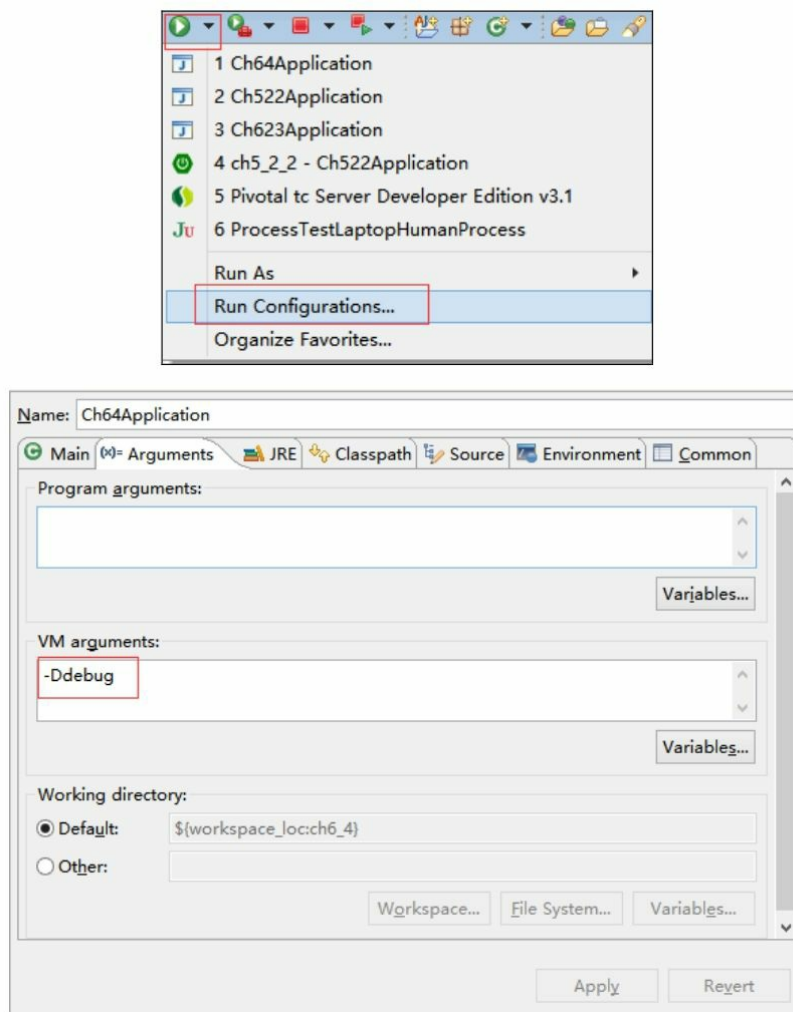 1 Ch64Application
2 Ch522Application
3 Ch623Application
4 ch5_2_2 - Ch522Application
5 Pivotal tc Server Developer Edition v3.1
Ju 6 ProcessTestLaptopHumanProcess
Run As
Run Configurations...
Organize Favorites...
Name: Ch64Application
Main (x)= Arguments JRE Classpath Source Environment Common
Program arguments:
Variables...
VM arguments:
-Ddebug
Variables...
Working directory:
Default: ${workspace_loc:ch6_4}
Other:
Workspace... File System... Variables...
Apply Revert